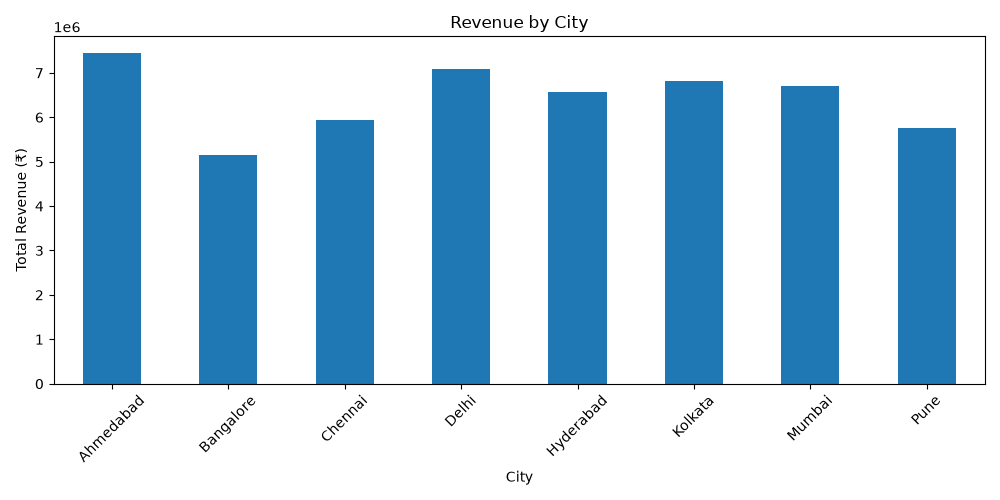 Revenue by City
1e6
Total Revenue (₹)
7
6
5
4
3
2
1
0
Ahmedabad
Bangalore
Chennai
Delhi
Hyderabad
Kolkata
Mumbai
Pune
City